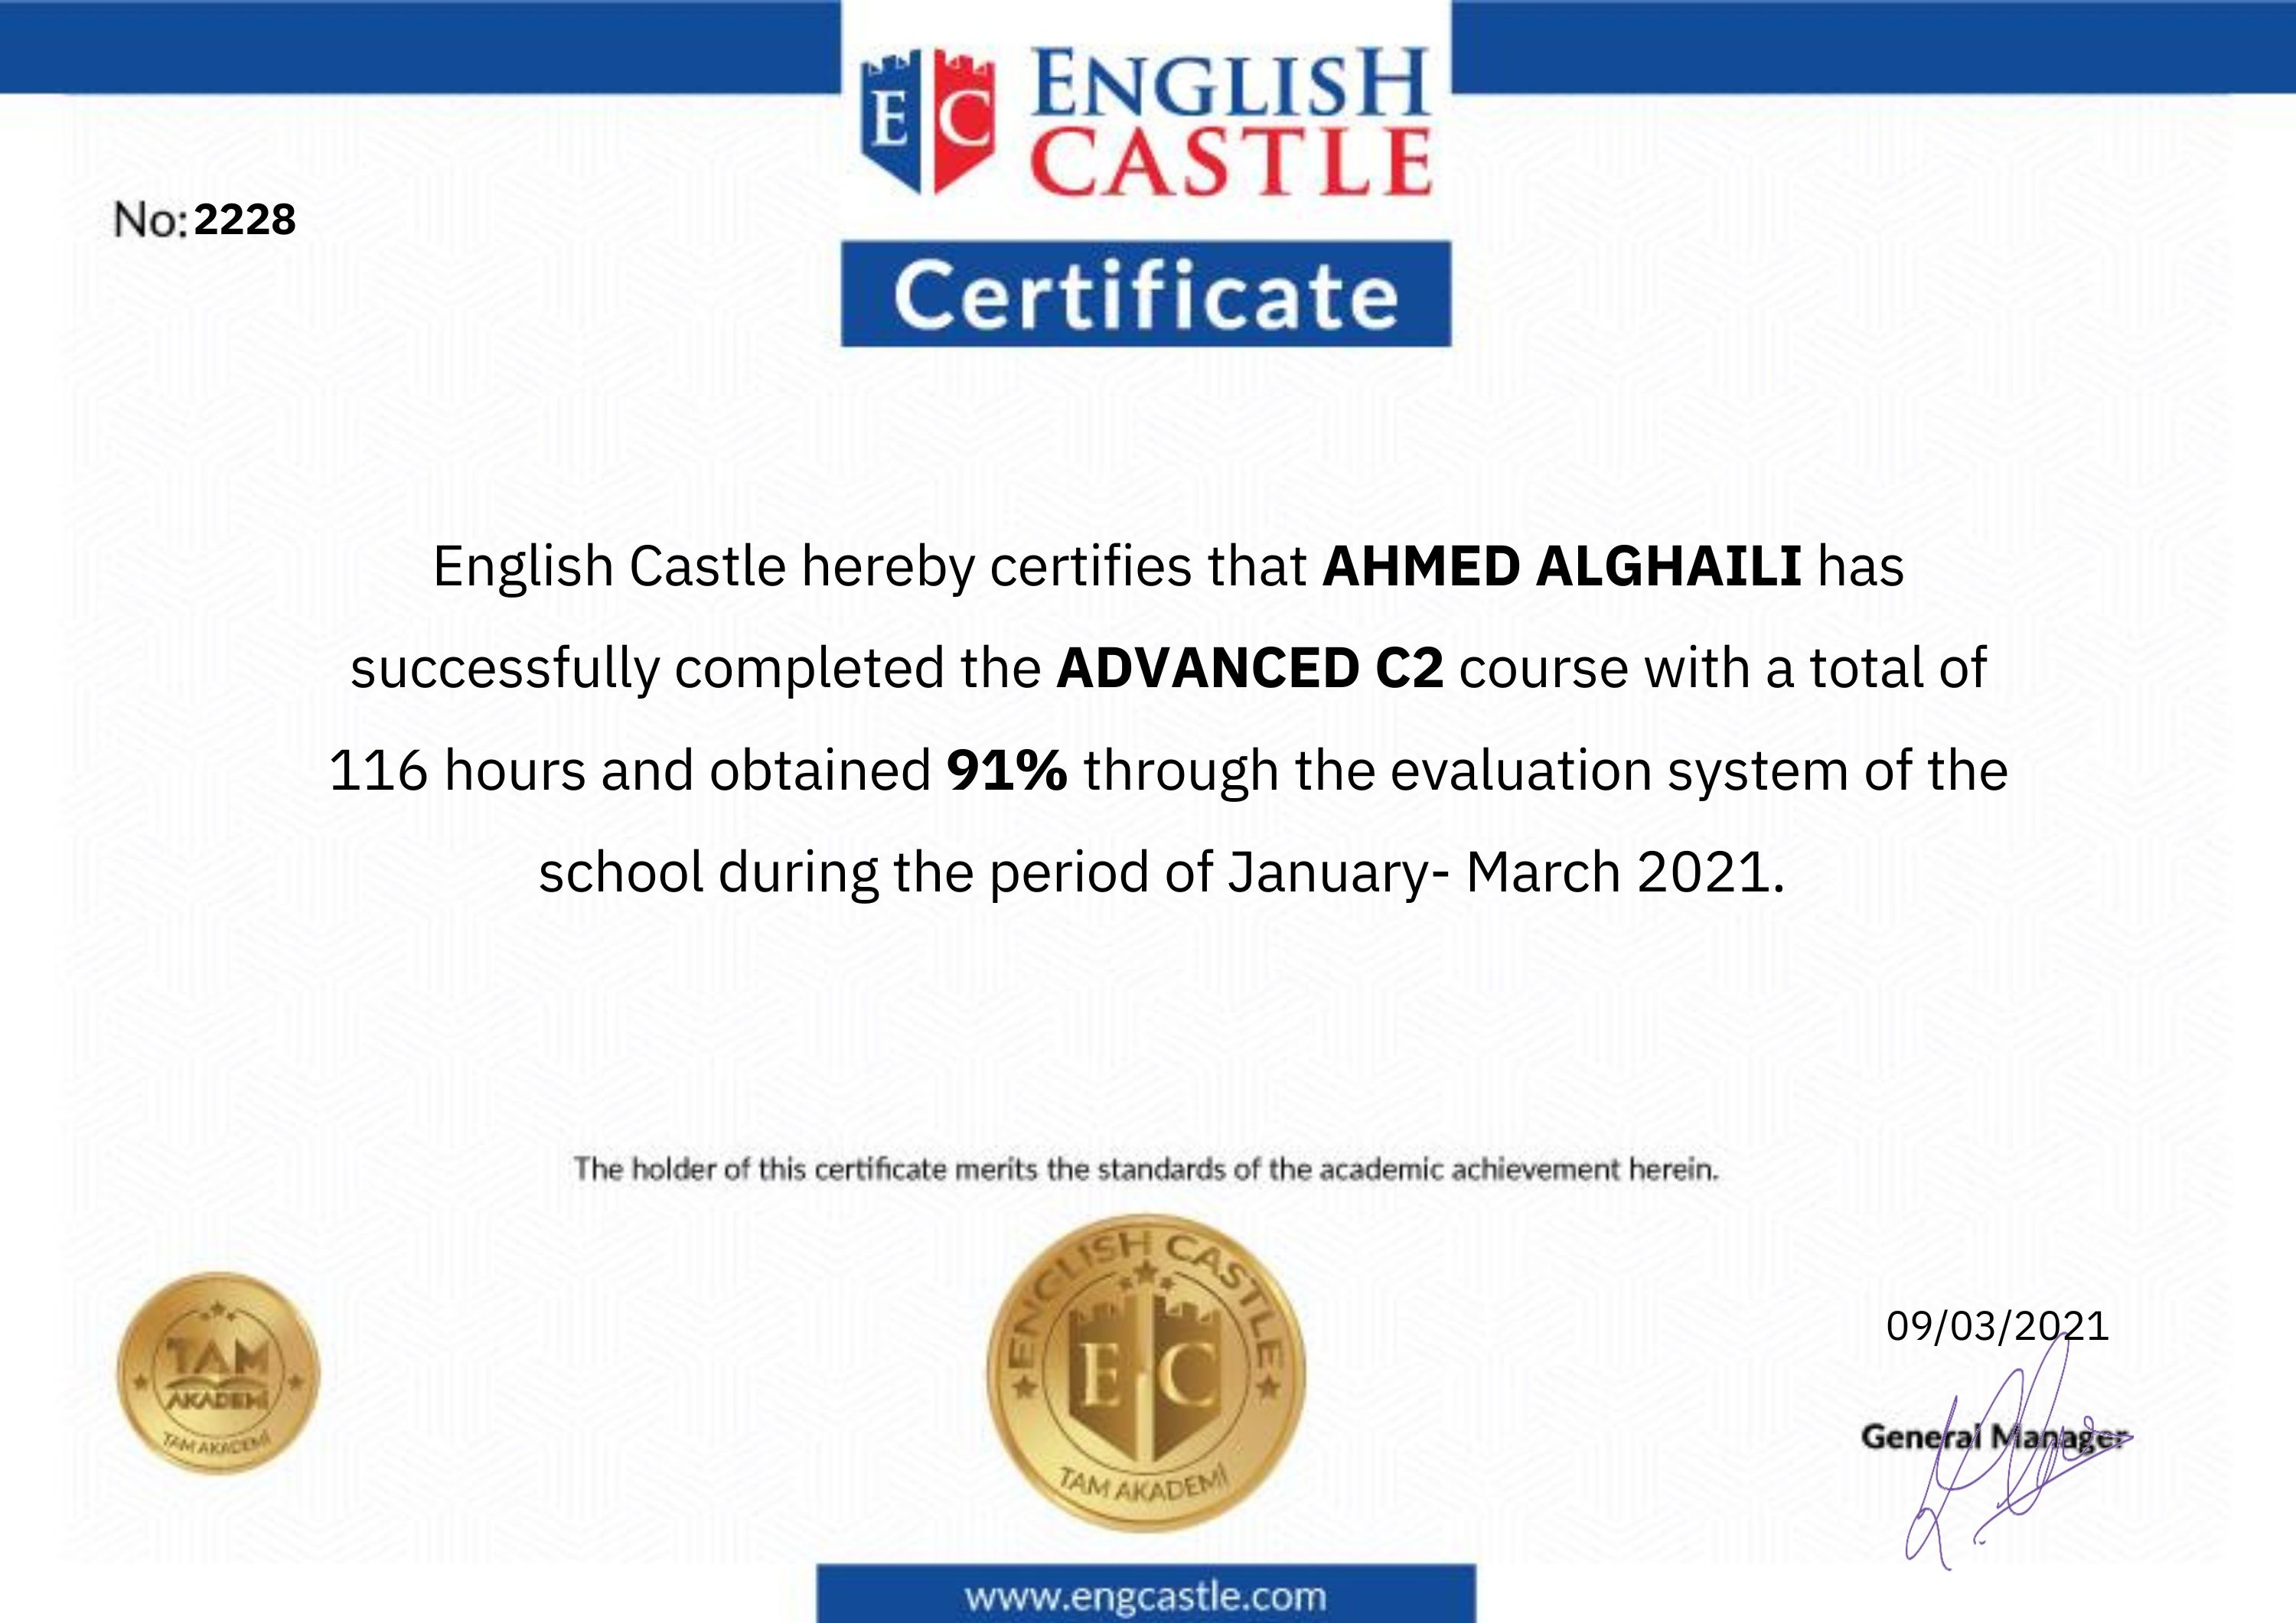 E C ENGLISH
CASTLE
No: 2228
Certificate
English Castle hereby certifies that AHMED ALGHAILI has
successfully completed the ADVANCED C2 course with a total of
116 hours and obtained 91% through the evaluation system of the
school during the period of January- March 2021.
The holder of this certificate merits the standards of the academic achievement herein.
TAM
AKADEMİ
TAM AKADEMİ
ENGLISH CASTLE
E C
TAM AKADEMİ
09/03/2021
General Manager
www.engcastle.com